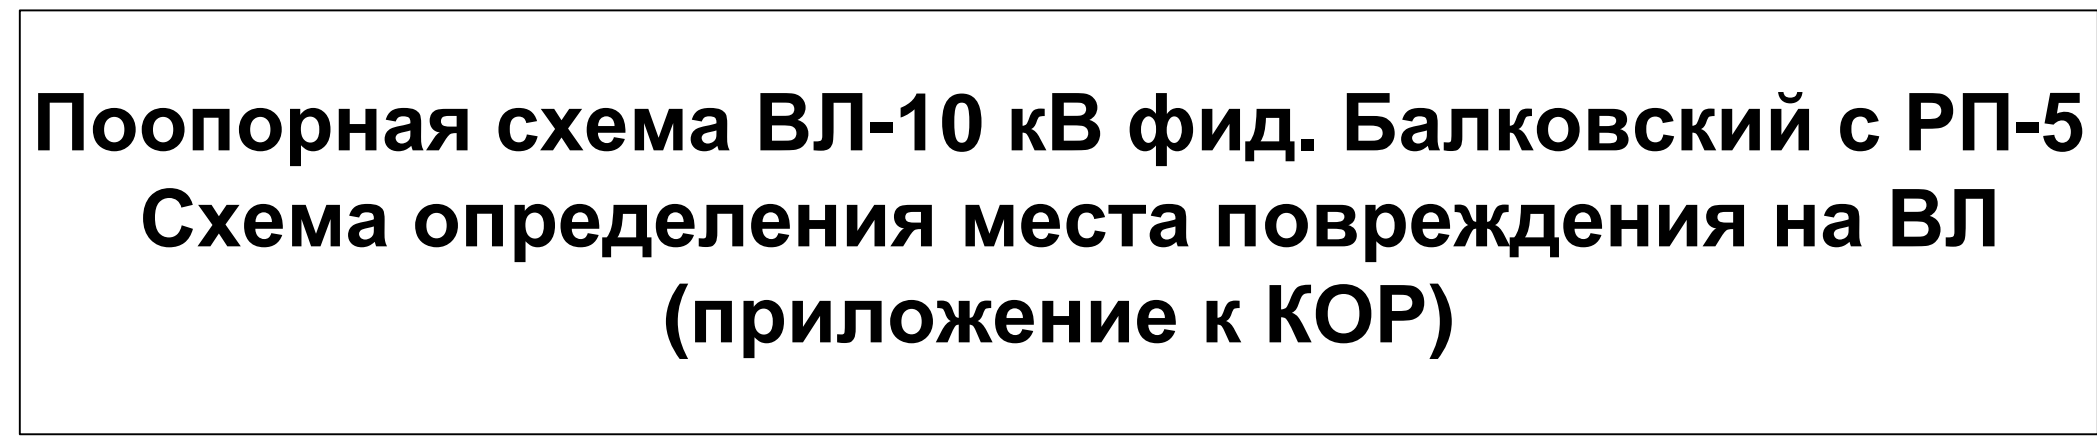 Поопорная схема ВЛ-10 кВ фид. Балковский с РП-5
Схема определения места повреждения на ВЛ
(приложение к КОР)